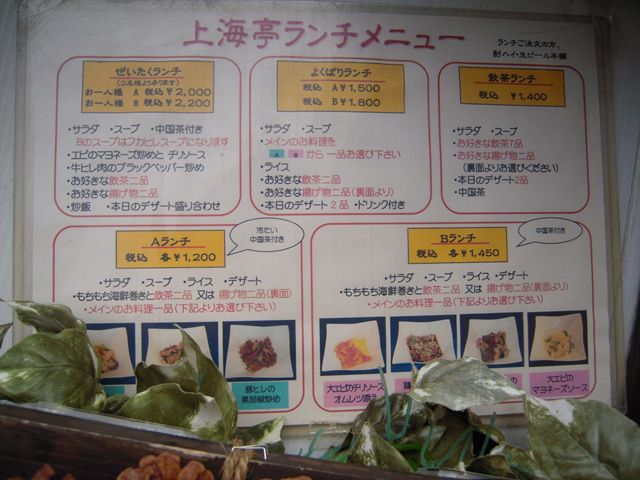 上海亭ランチメニュー
ランチご注文の方、
酎ハイ・生ビール半額
ぜいたくランチ
(2名様よりあります)
お一人様 A 税込¥2,000
お一人様 B 税込¥2,200
・サラダ ・スープ ・中国茶付き
Bのスープはフカヒレスープになります
・エビのマヨネーズ炒めと チリソース
・牛ヒレ肉のブラックペッパー炒め
・お好きな飲茶二品
・お好きな揚げ物二品
・炒飯 ・本日のデザート盛り合わせ
よくばりランチ
税込 A¥1,500
税込 B¥1,800
・サラダ ・スープ
・メインのお料理を
A B から 一品お選び下さい
・ライス
・お好きな飲茶二品
・お好きな揚げ物二品(裏面より)
・本日のデザート2品 ・ドリンク付き
飲茶ランチ
税込 ¥1,400
・サラダ ・スープ
・お好きな飲茶7品
・お好きな揚げ物二品
(裏面よりお選びください)
・本日のデザート2品
・中国茶
Aランチ
税込 各¥1,200
冷たい
中国茶付き
・サラダ ・スープ ・ライス ・デザート
・もちもち海鮮巻きと飲茶二品 又は 揚げ物二品(裏面)
・メインのお料理一品(下記よりお選び下さい)
豚ヒレの
黒胡椒炒め
Bランチ
税込 各¥1,450
中国茶付き
・サラダ ・スープ ・ライス ・デザート
・もちもち海鮮巻きと飲茶二品 又は 揚げ物二品(裏面より)
・メインのお料理一品(下記よりお選び下さい)
大エビのチリソース
オムレツ添え
大エビの
マヨネーズソース